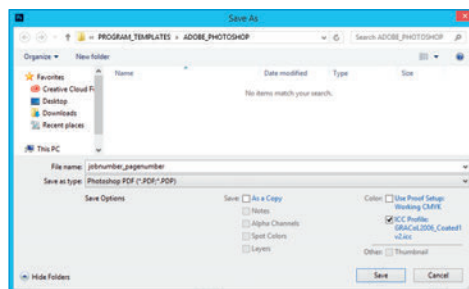 Save As
PROGRAM_TEMPLATES ADOBE_PHOTOSHOP
Search ADOBE_PHOTOSHOP
Organize New folder
Favorites
Creative Cloud Fi
Desktop
Downloads
Recent places
This PC
Name Date modified Type Size
No items match your search.
File name: jobnumber_pagenumber
Save as type: Photoshop PDF (*.PDF;*.PDP)
Save Options
Save: As a Copy
Notes
Alpha Channels
Spot Colors
Layers
Color: Use Proof Setup:
Working CMYK
ICC Profile:
GRACoL2006_Coated1
v2.icc
Other: Thumbnail
Hide Folders
Save Cancel